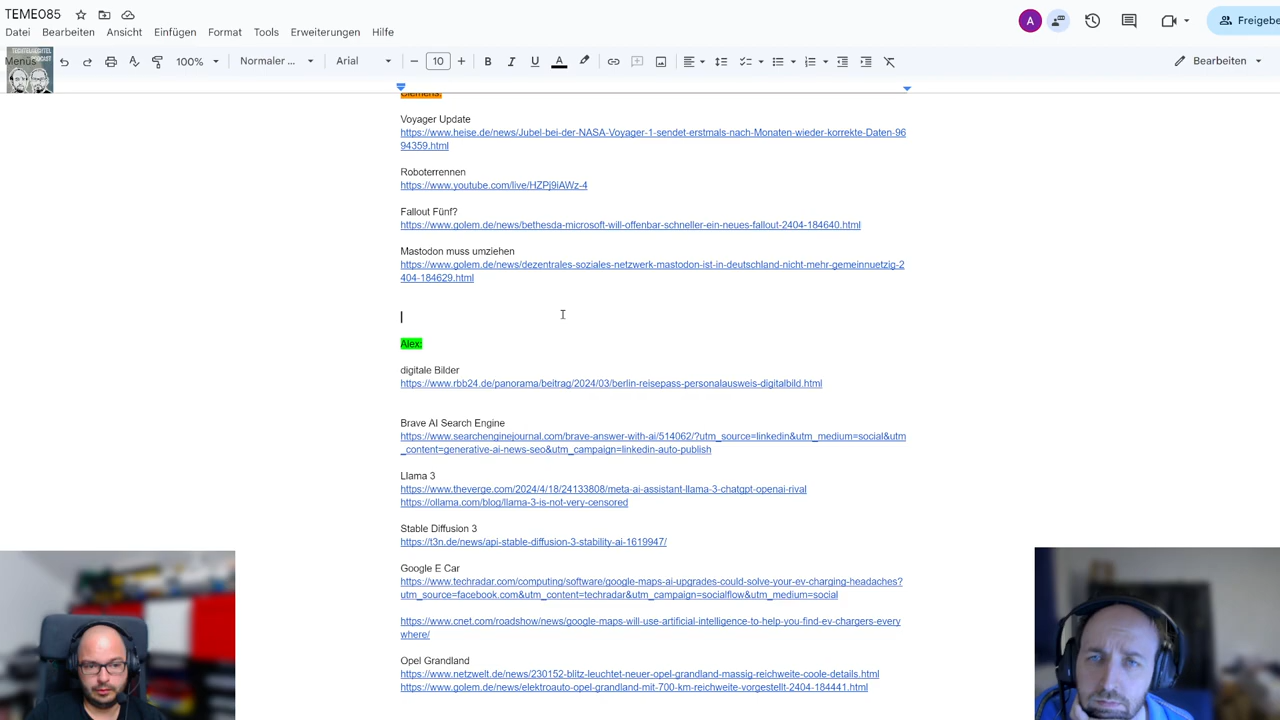 TEME085
Datei Bearbeiten Ansicht Einfügen Format Tools Erweiterungen Hilfe
A
Freigebe
Menüs
100% Normaler ... Arial 10
Bearbeiten
TECHTELMECHTEL
PODCAST
Clemens:
Voyager Update
https://www.heise.de/news/Jubel-bei-der-NASA-Voyager-1-sendet-erstmals-nach-Monaten-wieder-korrekte-Daten-96
94359.html
Roboterrennen
https://www.youtube.com/live/HZPj9iAWz-4
Fallout Fünf?
https://www.golem.de/news/bethesda-microsoft-will-offenbar-schneller-ein-neues-fallout-2404-184640.html
Mastodon muss umziehen
https://www.golem.de/news/dezentrales-soziales-netzwerk-mastodon-ist-in-deutschland-nicht-mehr-gemeinnuetzig-2
404-184629.html
Alex:
digitale Bilder
https://www.rbb24.de/panorama/beitrag/2024/03/berlin-reisepass-personalausweis-digitalbild.html
Brave AI Search Engine
https://www.searchenginejournal.com/brave-answer-with-ai/514062/?utm_source=linkedin&utm_medium=social&utm
_content=generative-ai-news-seo&utm_campaign=linkedin-auto-publish
Llama 3
https://www.theverge.com/2024/4/18/24133808/meta-ai-assistant-llama-3-chatgpt-openai-rival
https://ollama.com/blog/llama-3-is-not-very-censored
Stable Diffusion 3
https://t3n.de/news/api-stable-diffusion-3-stability-ai-1619947/
Google E Car
https://www.techradar.com/computing/software/google-maps-ai-upgrades-could-solve-your-ev-charging-headaches?
utm_source=facebook.com&utm_content=techradar&utm_campaign=socialflow&utm_medium=social
https://www.cnet.com/roadshow/news/google-maps-will-use-artificial-intelligence-to-help-you-find-ev-chargers-every
where/
Opel Grandland
https://www.netzwelt.de/news/230152-blitz-leuchtet-neuer-opel-grandland-massig-reichweite-coole-details.html
https://www.golem.de/news/elektroauto-opel-grandland-mit-700-km-reichweite-vorgestellt-2404-184441.html